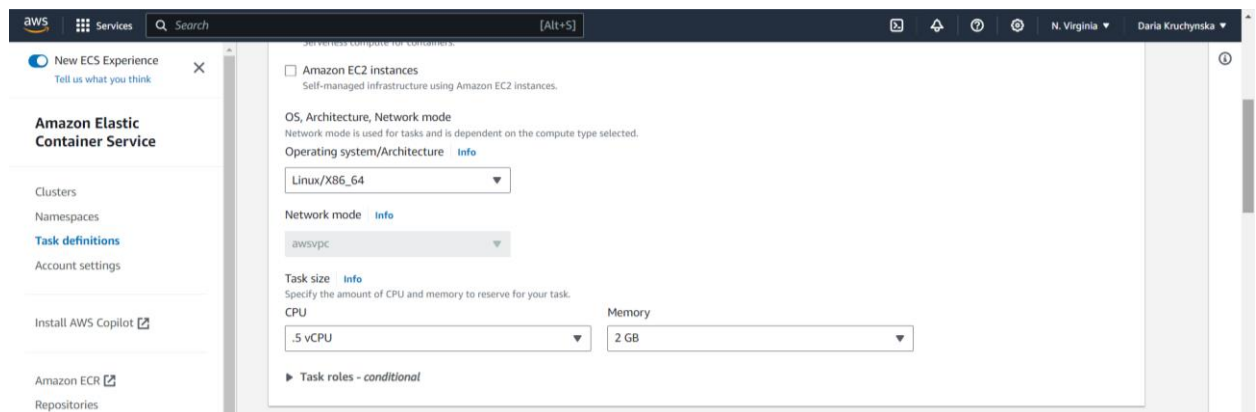 aws Services Search [Alt+S] N. Virginia ▼ Daria Kruchynska ▼
New ECS Experience
Tell us what you think
Amazon Elastic
Container Service
Clusters
Namespaces
Task definitions
Account settings
Install AWS Copilot
Amazon ECR
Repositories
Serverless compute for containers.
Amazon EC2 instances
Self-managed infrastructure using Amazon EC2 instances.
OS, Architecture, Network mode
Network mode is used for tasks and is dependent on the compute type selected.
Operating system/Architecture Info
Linux/X86_64
Network mode Info
awsvpc
Task size Info
Specify the amount of CPU and memory to reserve for your task.
CPU Memory
.5 vCPU 2 GB
Task roles - conditional